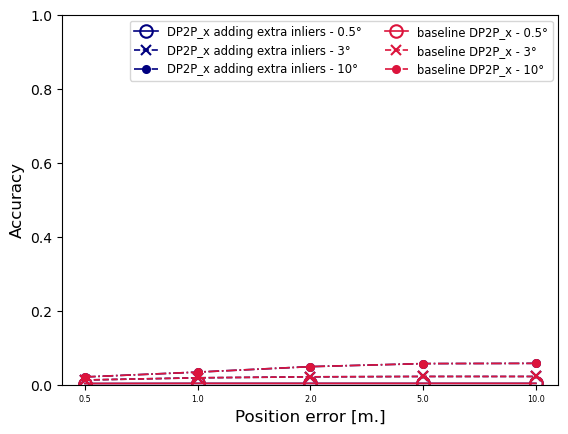 1.0
DP2P_x adding extra inliers - 0.5° baseline DP2P_x - 0.5°
DP2P_x adding extra inliers - 3° baseline DP2P_x - 3°
DP2P_x adding extra inliers - 10° baseline DP2P_x - 10°
0.8
0.6
Accuracy
0.4
0.2
0.0
0.5 1.0 2.0 5.0 10.0
Position error [m.]